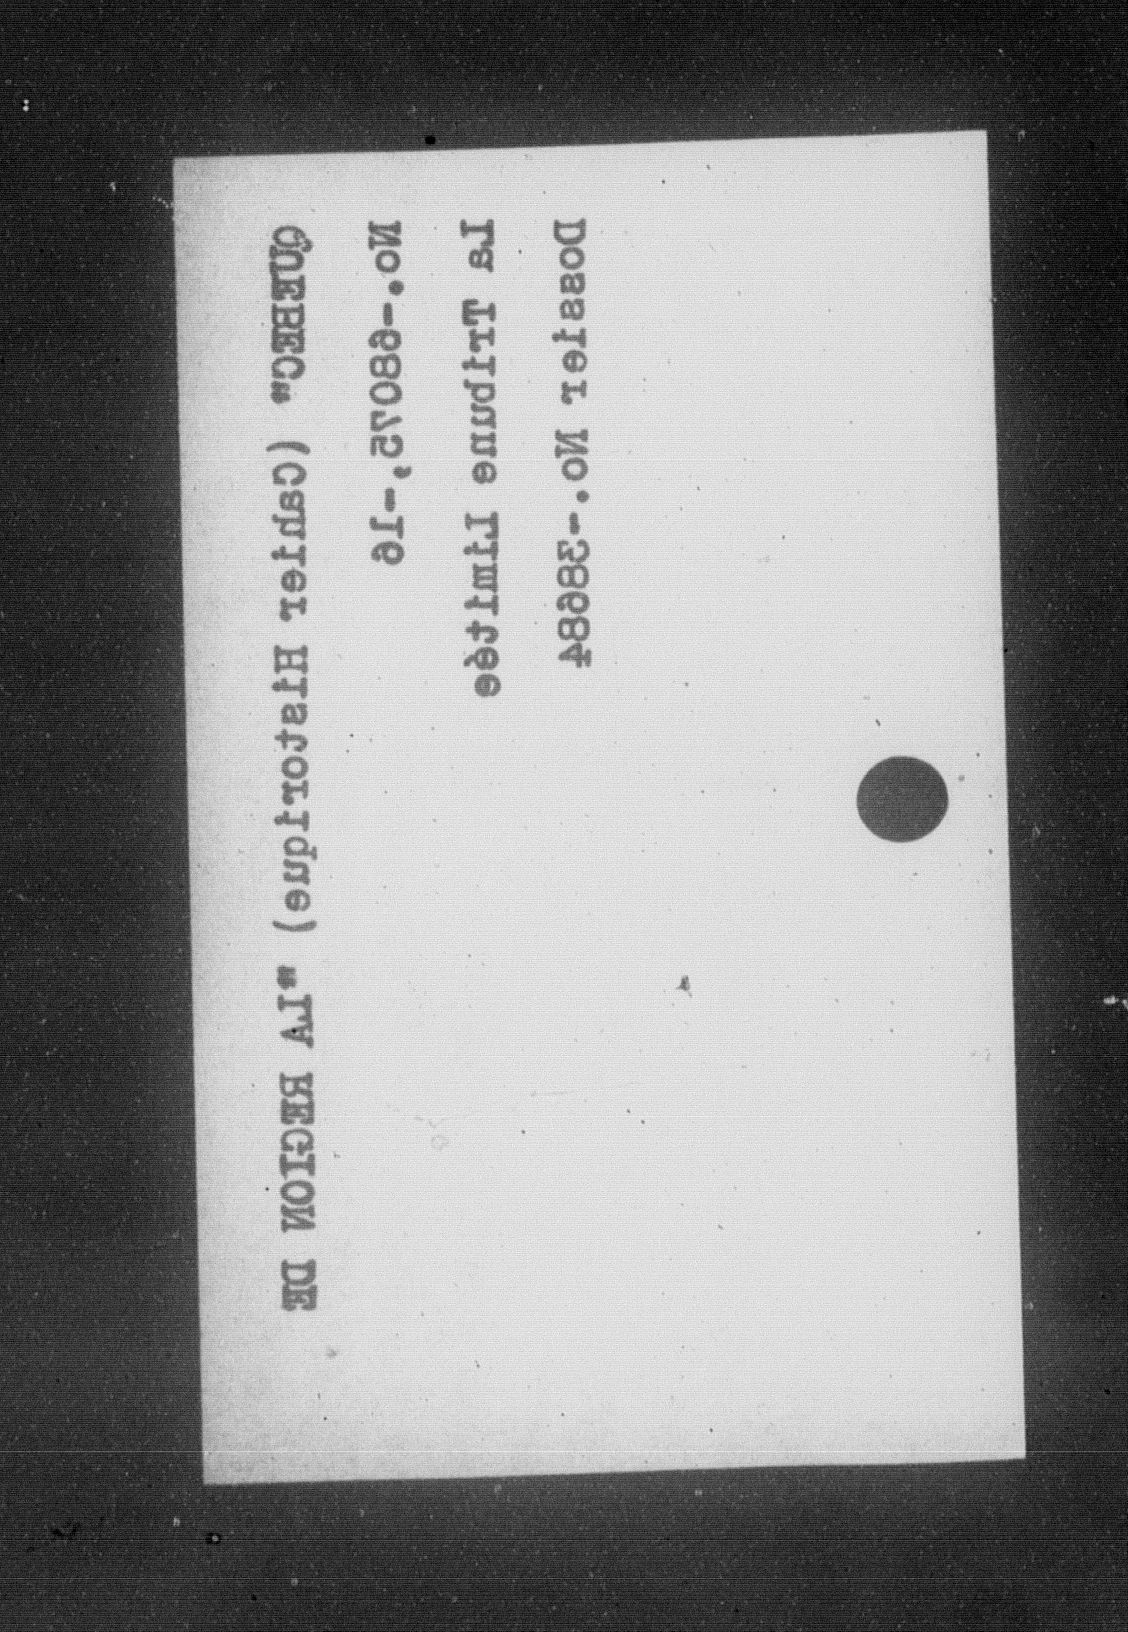 QUEBEC" (Cahier Historique) "LA REGION DE
No.-68075,-16
La Tribune Limitée
Dossier No.-38684